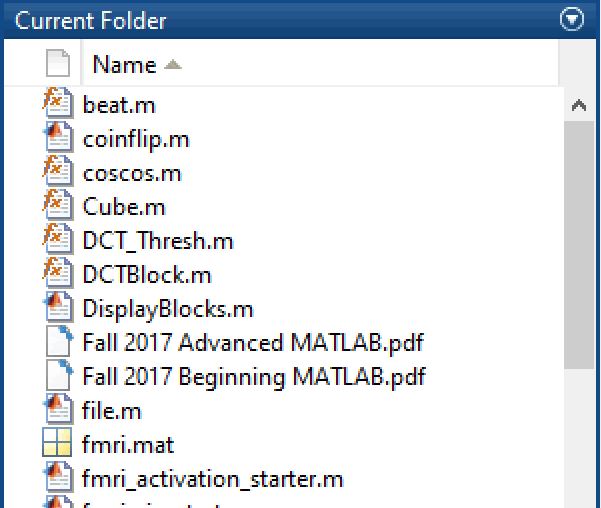 Current Folder
Name
beat.m
coinflip.m
coscos.m
Cube.m
DCT_Thresh.m
DCTBlock.m
DisplayBlocks.m
Fall 2017 Advanced MATLAB.pdf
Fall 2017 Beginning MATLAB.pdf
file.m
fmri.mat
fmri_activation_starter.m